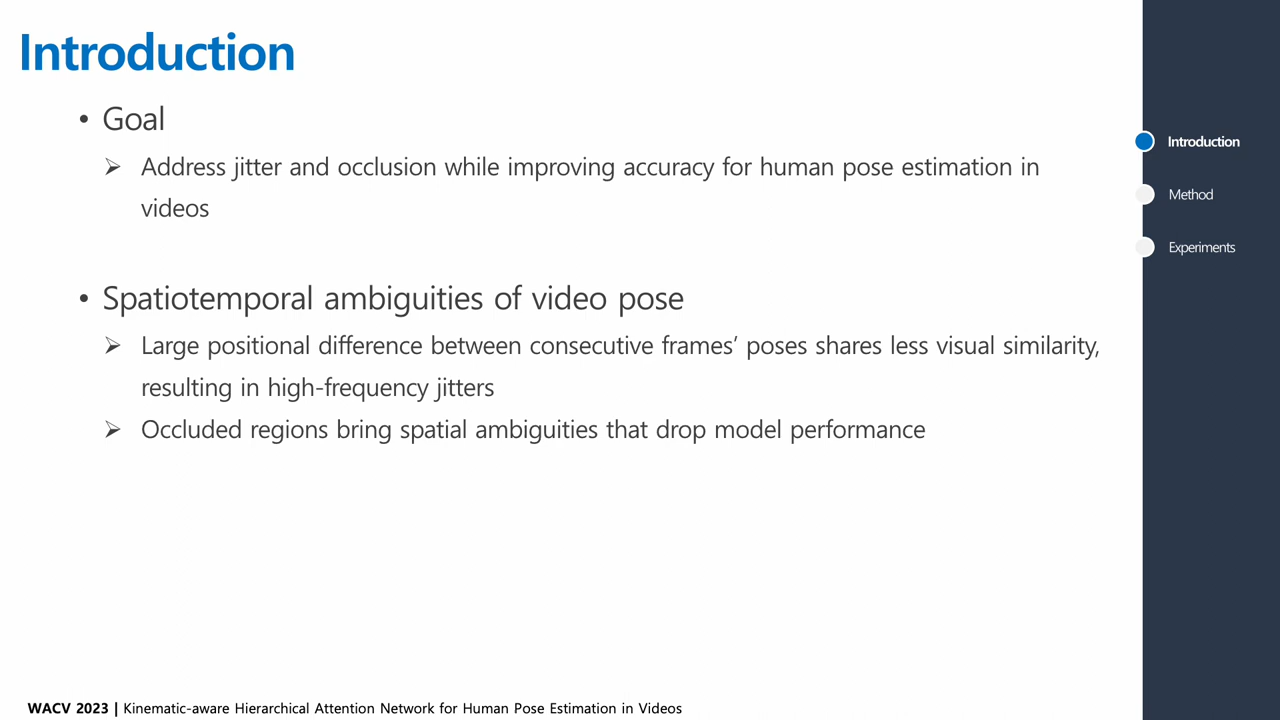 Introduction
• Goal
➢ Address jitter and occlusion while improving accuracy for human pose estimation in
videos
• Spatiotemporal ambiguities of video pose
➢ Large positional difference between consecutive frames’ poses shares less visual similarity,
resulting in high-frequency jitters
➢ Occluded regions bring spatial ambiguities that drop model performance
Introduction
Method
Experiments
WACV 2023 | Kinematic-aware Hierarchical Attention Network for Human Pose Estimation in Videos